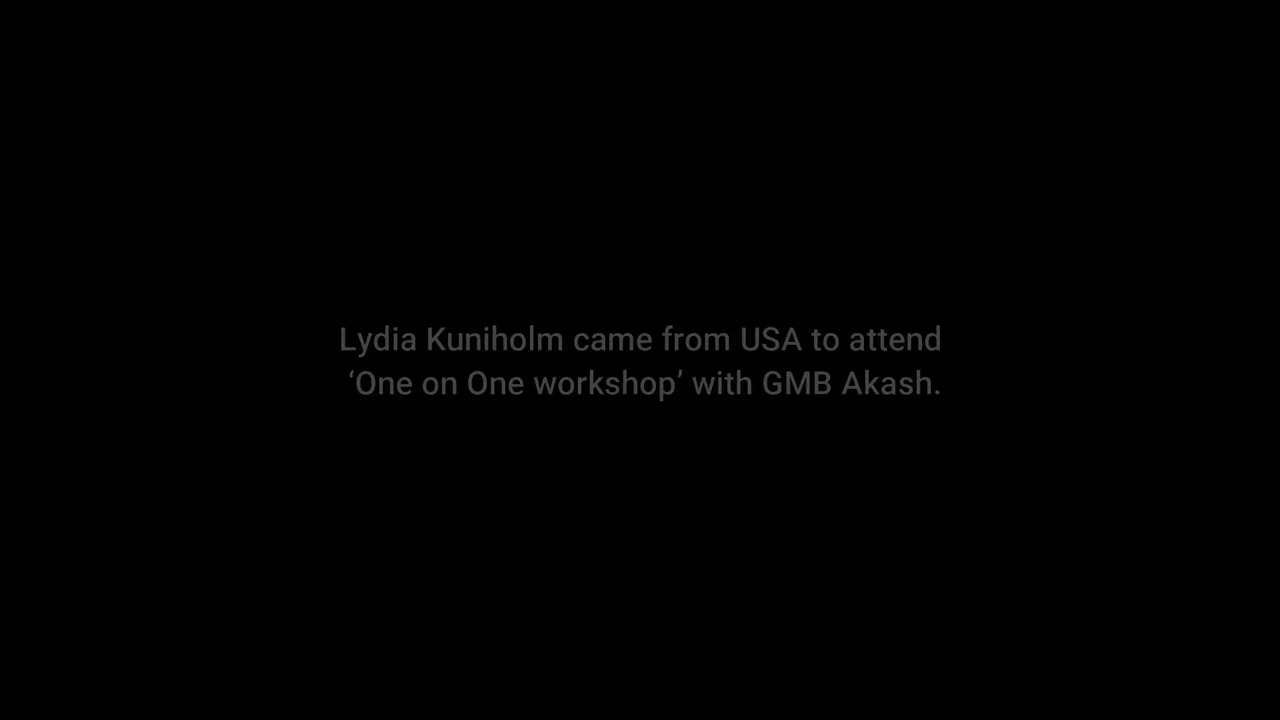 Lydia Kuniholm came from USA to attend
‘One on One workshop’ with GMB Akash.